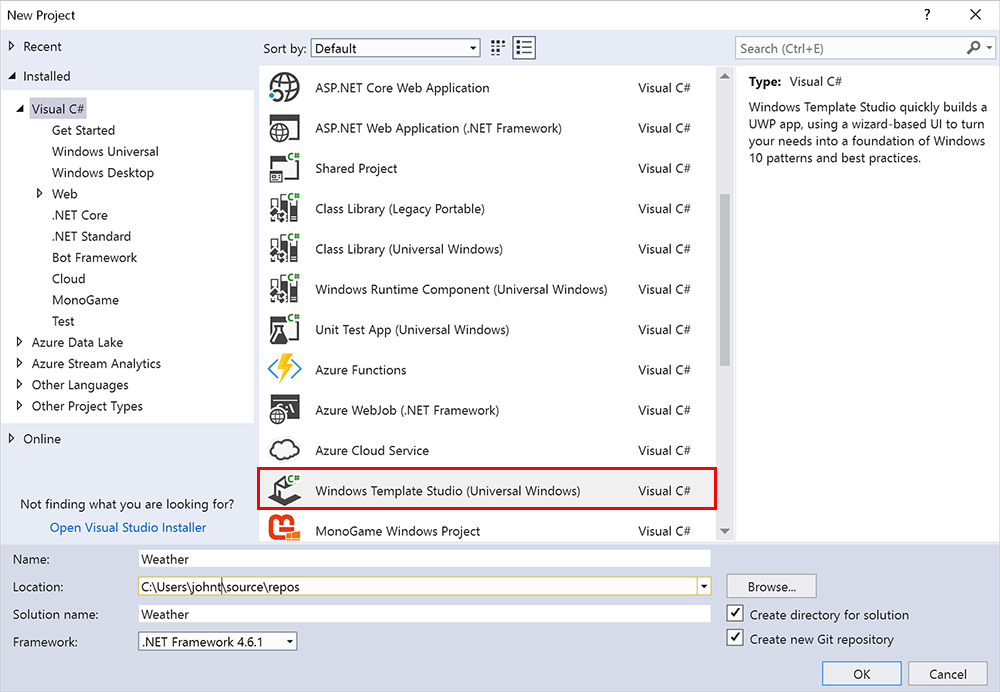 New Project
?
Recent
Sort by: Default
Search (Ctrl+E)
Installed
Visual C#
Get Started
Windows Universal
Windows Desktop
Web
.NET Core
.NET Standard
Bot Framework
Cloud
MonoGame
Test
Azure Data Lake
Azure Stream Analytics
Other Languages
Other Project Types
Online
Not finding what you are looking for?
Open Visual Studio Installer
ASP.NET Core Web Application Visual C#
ASP.NET Web Application (.NET Framework) Visual C#
C# Shared Project Visual C#
C# Class Library (Legacy Portable) Visual C#
C# Class Library (Universal Windows) Visual C#
C# Windows Runtime Component (Universal Windows) Visual C#
C# Unit Test App (Universal Windows) Visual C#
Azure Functions Visual C#
Azure WebJob (.NET Framework) Visual C#
Azure Cloud Service Visual C#
C# Windows Template Studio (Universal Windows) Visual C#
MonoGame Windows Project Visual C#
Type: Visual C#
Windows Template Studio quickly builds a
UWP app, using a wizard-based UI to turn
your needs into a foundation of Windows
10 patterns and best practices.
Name: Weather
Location: C:\Users\johnt\source\repos Browse...
Solution name: Weather Create directory for solution
Framework: .NET Framework 4.6.1 Create new Git repository
OK Cancel